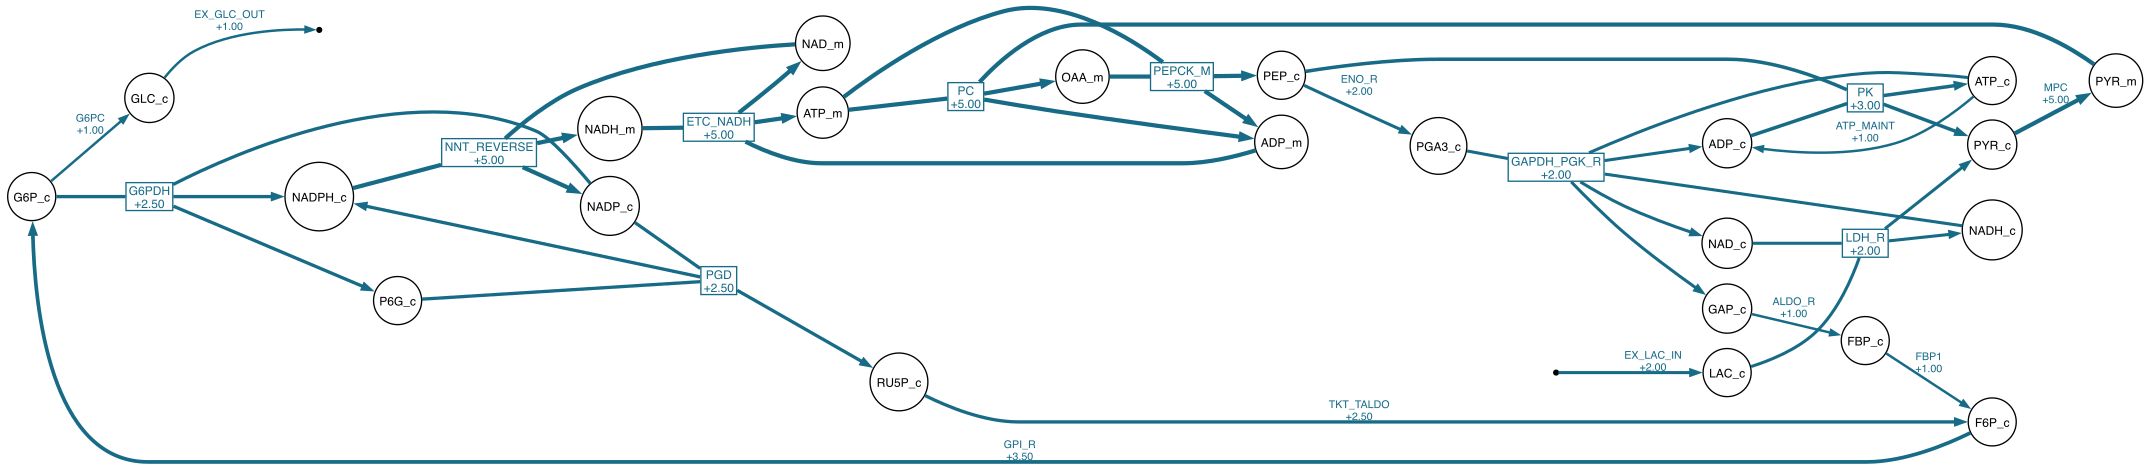 EX_GLC_OUT
+1.00
GLC_c
G6PC
+1.00
G6P_c
G6PDH
+2.50
NADPH_c
P6G_c
NNT_REVERSE
+5.00
NADH_m
NADP_c
PGD
+2.50
ETC_NADH
+5.00
NAD_m
ATP_m
RU5P_c
PC
+5.00
OAA_m
PEPCK_M
+5.00
PEP_c
ADP_m
ENO_R
+2.00
PGA3_c
GAPDH_PGK_R
+2.00
ADP_c
NAD_c
GAP_c
EX_LAC_IN
+2.00
LAC_c
ALDO_R
+1.00
PK
+3.00
ATP_MAINT
+1.00
LDH_R
+2.00
FBP_c
FBP1
+1.00
ATP_c
PYR_c
NADH_c
MPC
+5.00
PYR_m
TKT_TALDO
+2.50
F6P_c
GPI_R
+3.50